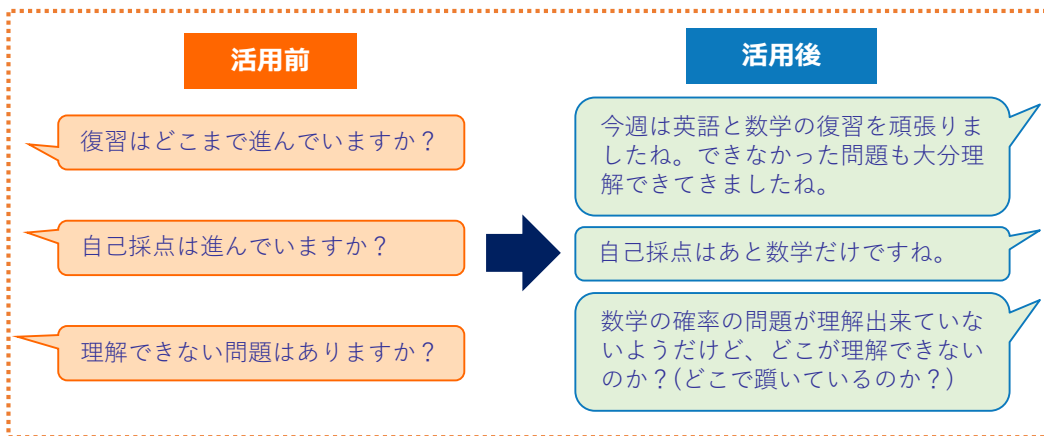 活用前
復習はどこまで進んでいますか？
自己採点は進んでいますか？
理解できない問題はありますか？
活用後
今週は英語と数学の復習を頑張りま
したね。できなかった問題も大分理
解できてきましたね。
自己採点はあと数学だけですね。
数学の確率の問題が理解出来ていな
いようだけど、どこが理解できない
のか？(どこで躓いているのか？)